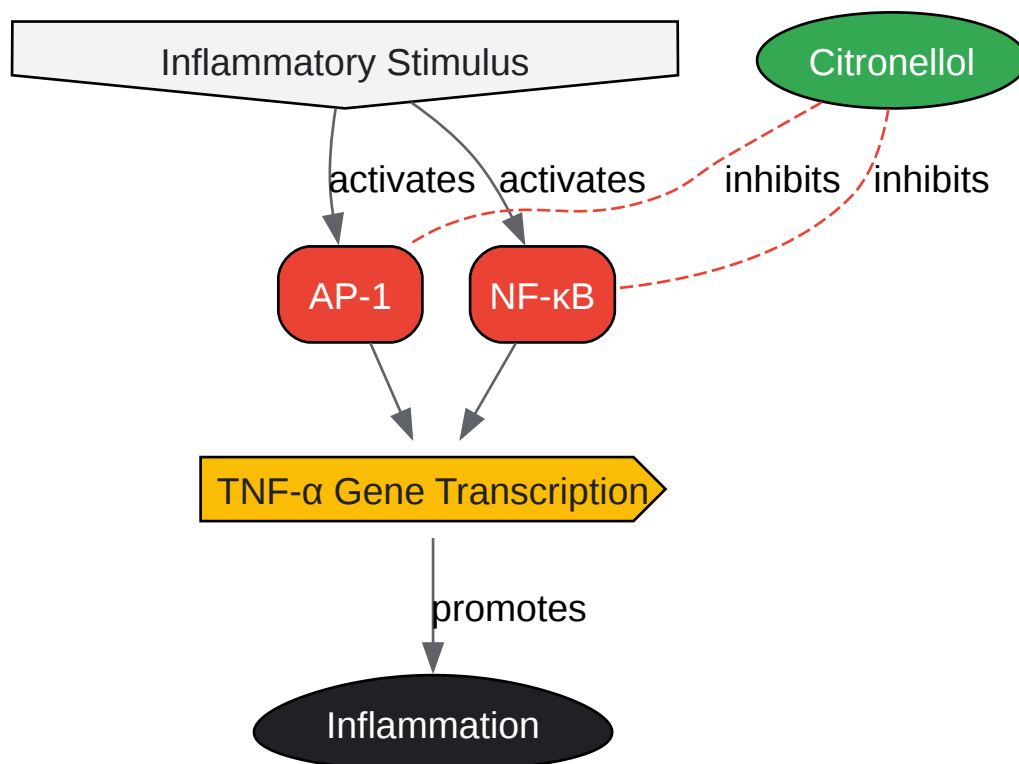 Inflammatory Stimulus
Citronellol
activates
activates
inhibits
inhibits
AP-1
NF-κB
TNF-α Gene Transcription
promotes
Inflammation